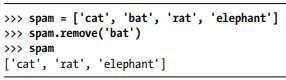 >>> spam = ['cat', 'bat', 'rat', 'elephant']
>>> spam.remove('bat')
>>> spam
['cat', 'rat', 'elephant']